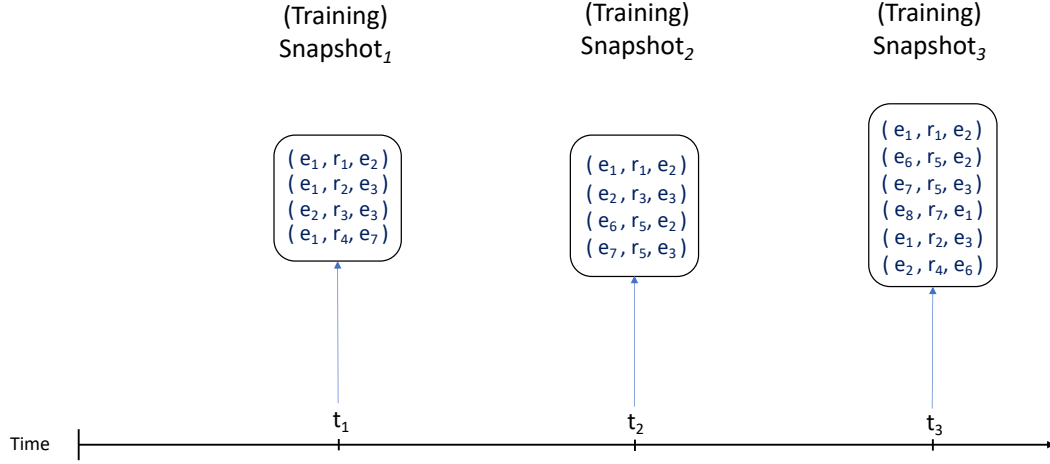 (Training)
Snapshot₁
(Training)
Snapshot₂
(Training)
Snapshot₃
( e₁ , r₁, e₂ )
( e₁ , r₂, e₃ )
( e₂ , r₃, e₃ )
( e₁ , r₄, e₇ )
( e₁ , r₁, e₂ )
( e₂ , r₃, e₃ )
( e₆ , r₅, e₂ )
( e₇ , r₅, e₃ )
( e₁ , r₁, e₂ )
( e₆ , r₅, e₂ )
( e₇ , r₅, e₃ )
( e₈ , r₇, e₁ )
( e₁ , r₂, e₃ )
( e₂ , r₄, e₆ )
t₁
t₂
t₃
Time